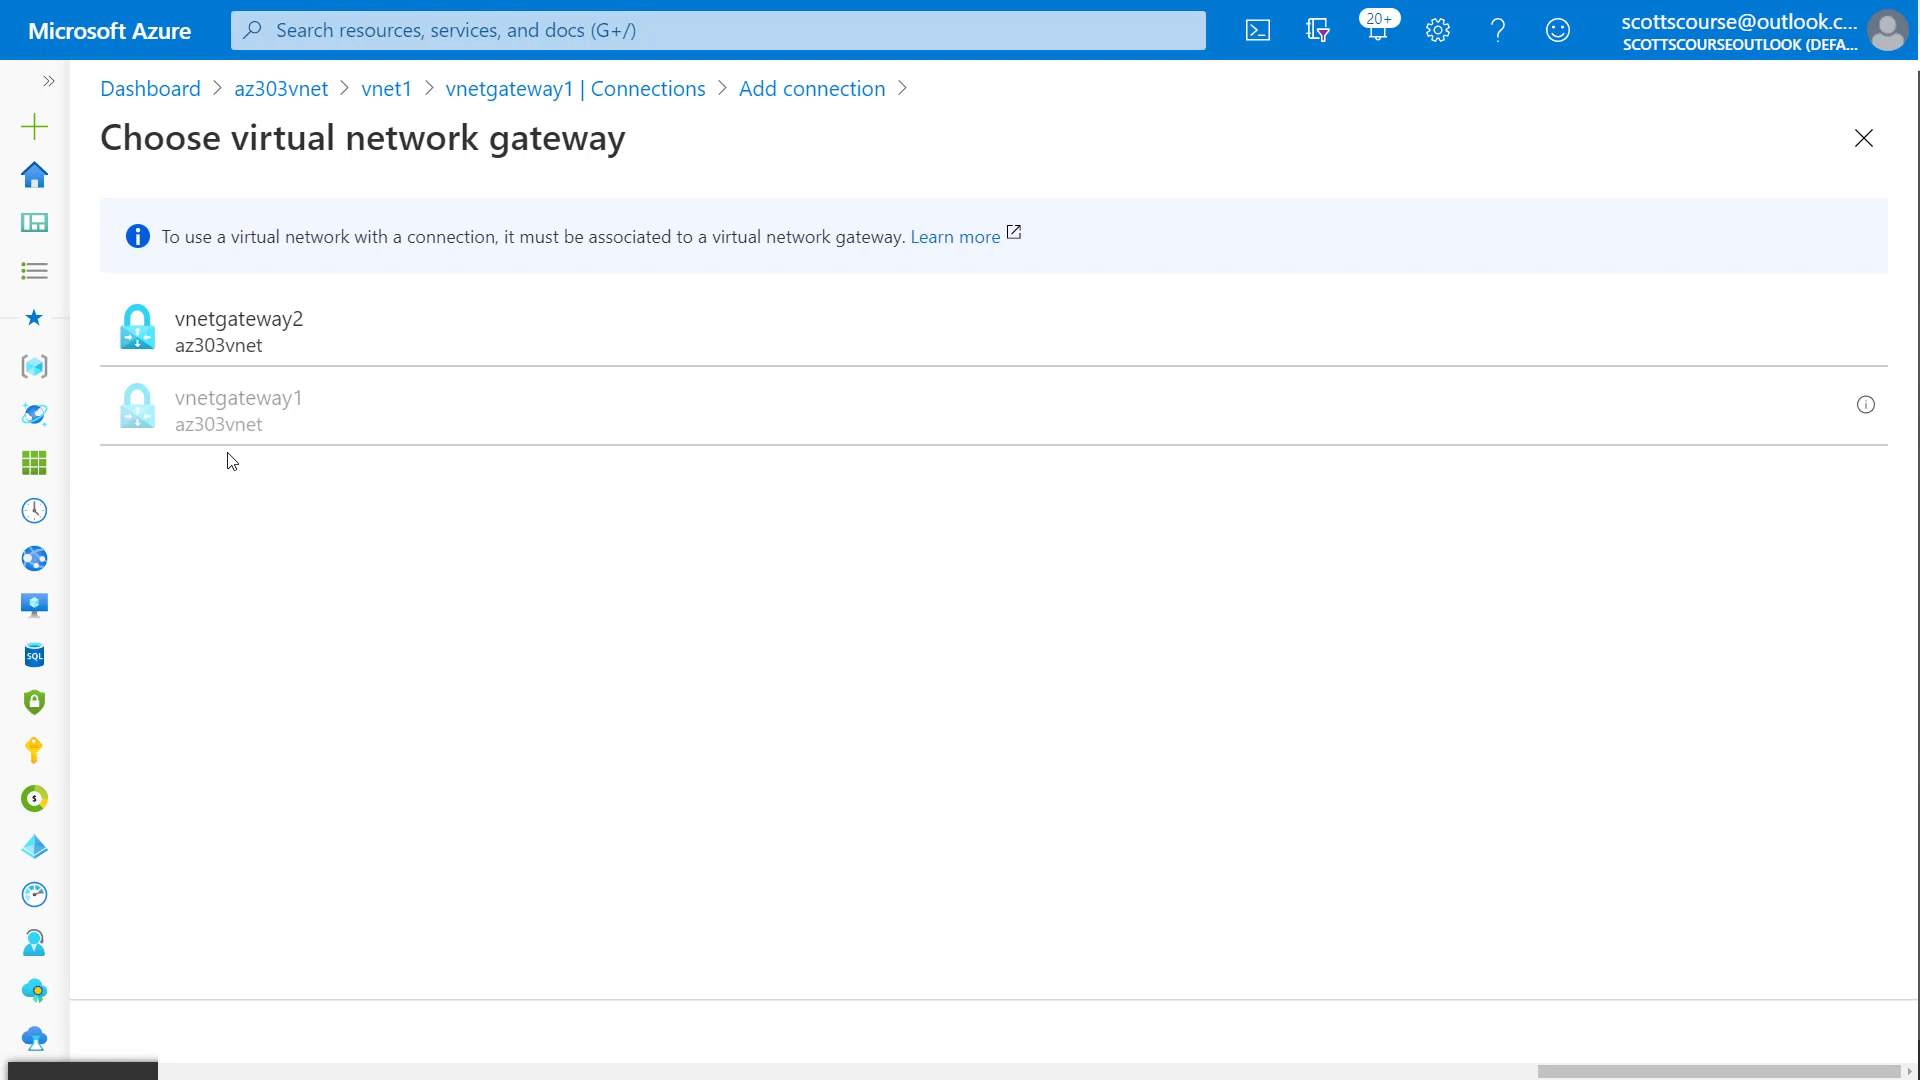 Microsoft Azure
Search resources, services, and docs (G+/)
20+
scottscourse@outlook.c...
SCOTTSCOURSEOUTLOOK (DEFA...
Dashboard > az303vnet > vnet1 > vnetgateway1 | Connections > Add connection >
Choose virtual network gateway
To use a virtual network with a connection, it must be associated to a virtual network gateway. Learn more
vnetgateway2
az303vnet
vnetgateway1
az303vnet
SQL